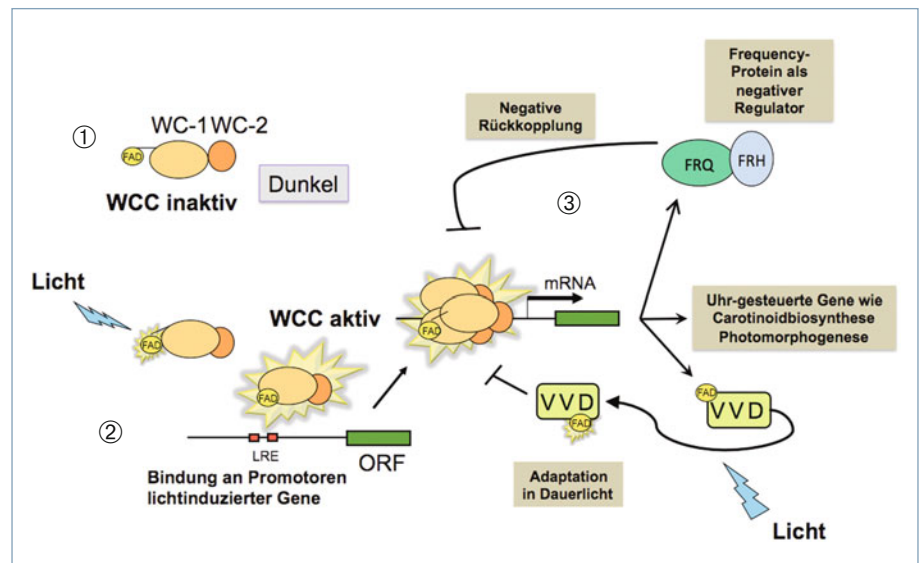 ①
WC-1WC-2
FAD
WCC inaktiv
Dunkel
Licht
FAD
②
FAD
LRE
ORF
Bindung an Promotoren
lichtinduzierter Gene
WCC aktiv
FAD
mRNA
③
Negative
Rückkopplung
Frequency-
Protein als
negativer
Regulator
FRQ
FRH
Uhr-gesteuerte Gene wie
Carotinoidbiosynthese
Photomorphogenese
FAD
VVD
VVD
FAD
Adaptation
in Dauerlicht
Licht